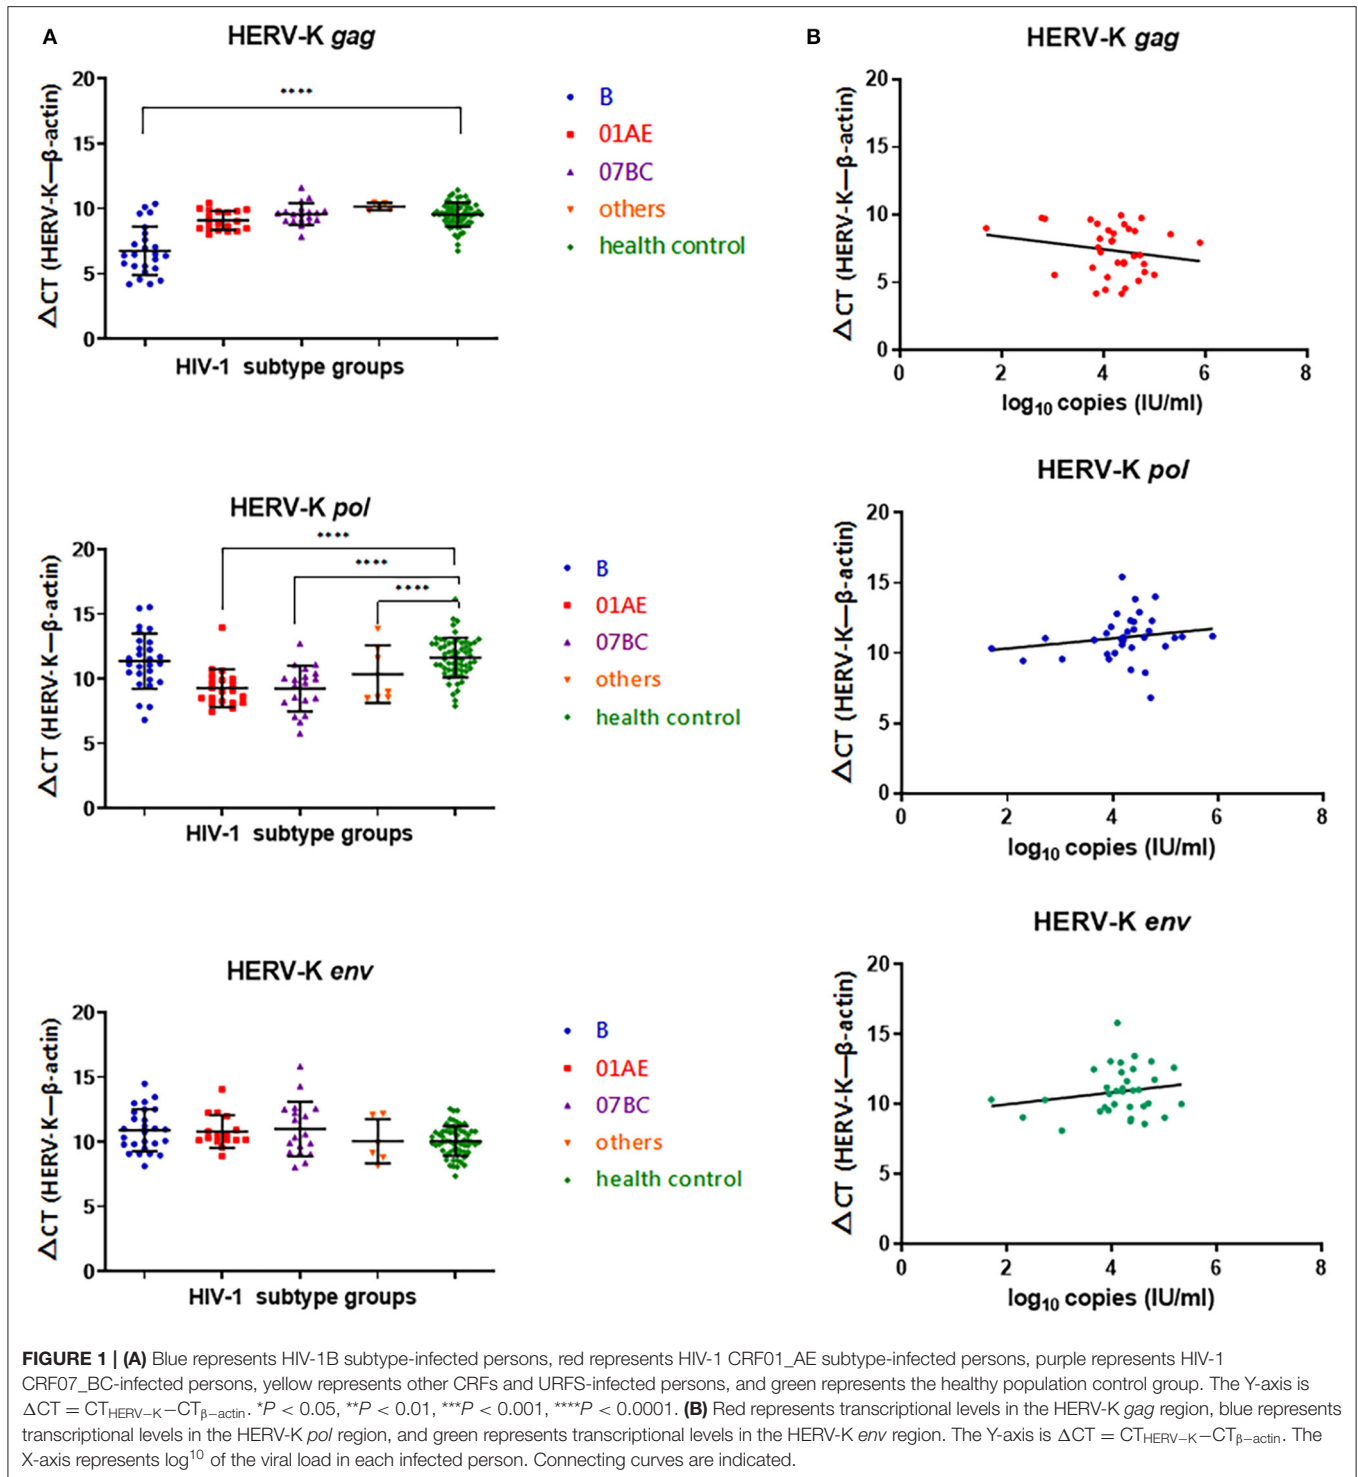 A
HERV-K gag
△CT (HERV-K—β-actin)
20
15
10
5
0
****
HIV-1 subtype groups
B
01AE
07BC
others
health control
B
HERV-K gag
△CT (HERV-K—β-actin)
20
15
10
5
0
0 2 4 6 8
log10 copies (IU/ml)
HERV-K pol
△CT (HERV-K—β-actin)
20
15
10
5
0
****
****
****
HIV-1 subtype groups
B
01AE
07BC
others
health control
HERV-K pol
△CT (HERV-K—β-actin)
20
15
10
5
0
0 2 4 6 8
log10 copies (IU/ml)
HERV-K env
△CT (HERV-K—β-actin)
20
15
10
5
0
HIV-1 subtype groups
B
01AE
07BC
others
health control
HERV-K env
△CT (HERV-K—β-actin)
20
15
10
5
0
0 2 4 6 8
log10 copies (IU/ml)
FIGURE 1 | (A) Blue represents HIV-1B subtype-infected persons, red represents HIV-1 CRF01_AE subtype-infected persons, purple represents HIV-1
CRF07_BC-infected persons, yellow represents other CRFs and URFS-infected persons, and green represents the healthy population control group. The Y-axis is
ΔCT = CTHERV−K−CTβ−actin. *P < 0.05, **P < 0.01, ***P < 0.001, ****P < 0.0001. (B) Red represents transcriptional levels in the HERV-K gag region, blue represents
transcriptional levels in the HERV-K pol region, and green represents transcriptional levels in the HERV-K env region. The Y-axis is ΔCT = CTHERV−K−CTβ−actin. The
X-axis represents log10 of the viral load in each infected person. Connecting curves are indicated.